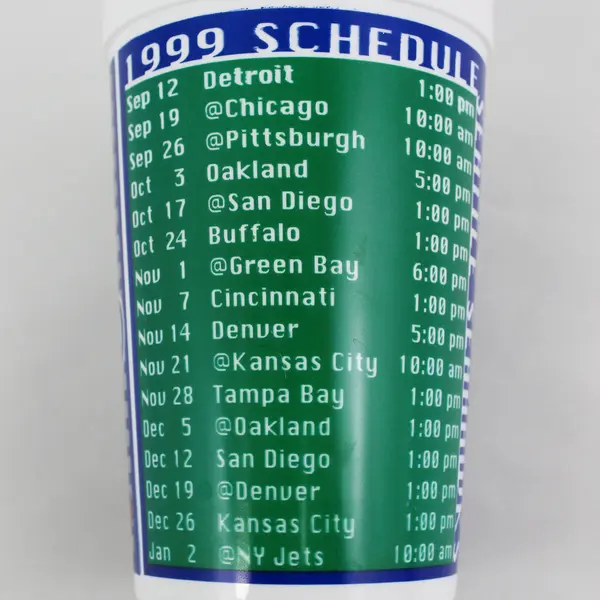 1999 SCHEDULE
Sep 12 Detroit 1:00 pm
Sep 19 @Chicago 10:00 am
Sep 26 @Pittsburgh 10:00 am
Oct 3 Oakland 5:00 pm
Oct 17 @San Diego 1:00 pm
Oct 24 Buffalo 1:00 pm
Nov 1 @Green Bay 6:00 pm
Nov 7 Cincinnati 1:00 pm
Nov 14 Denver 5:00 pm
Nov 21 @Kansas City 10:00 am
Nov 28 Tampa Bay 1:00 pm
Dec 5 @Oakland 1:00 pm
Dec 12 San Diego 1:00 pm
Dec 19 @Denver 1:00 pm
Dec 26 Kansas City 1:00 pm
Jan 2 @NY Jets 10:00 am